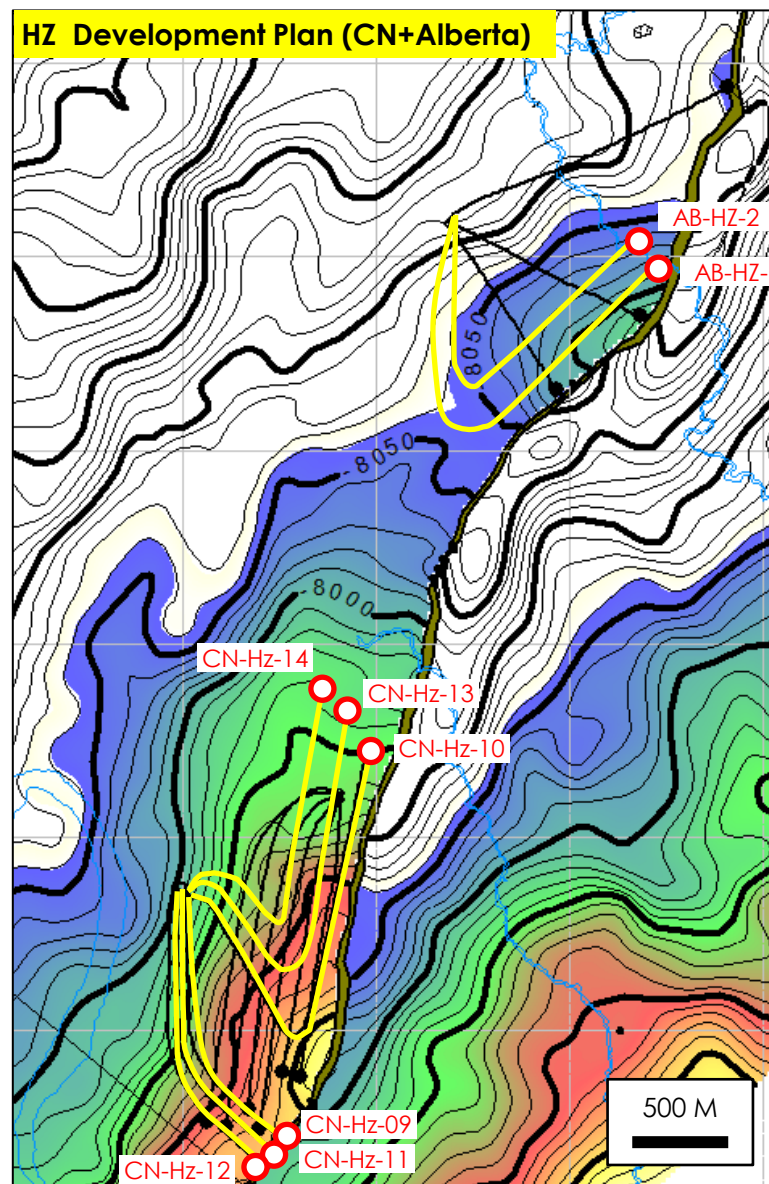 HZ Development Plan (CN+Alberta)
AB-HZ-2
AB-HZ-
8050
-8050
-8000
CN-Hz-14
CN-Hz-13
CN-Hz-10
500 M
CN-Hz-09
CN-Hz-11
CN-Hz-12